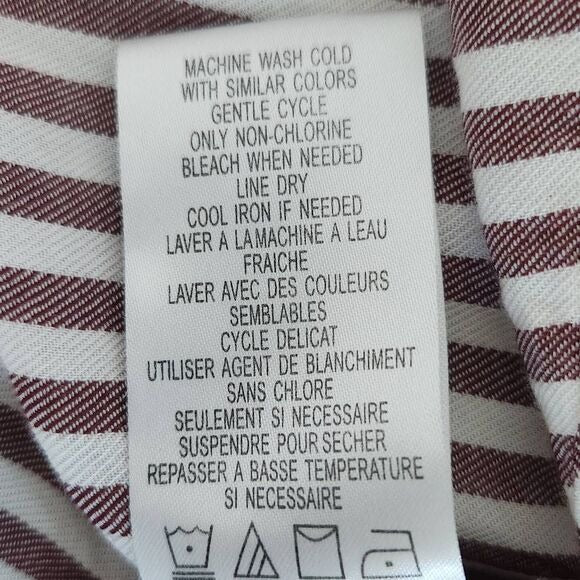 MACHINE WASH COLD
WITH SIMILAR COLORS
GENTLE CYCLE
ONLY NON-CHLORINE
BLEACH WHEN NEEDED
LINE DRY
COOL IRON IF NEEDED
LAVER A LA MACHINE A LEAU
FRAICHE
LAVER AVEC DES COULEURS
SEMBLABLES
CYCLE DELICAT
UTILISER AGENT DE BLANCHIMENT
SANS CHLORE
SEULEMENT SI NECESSAIRE
SUSPENDRE POUR SECHER
REPASSER A BASSE TEMPERATURE
SI NECESSAIRE